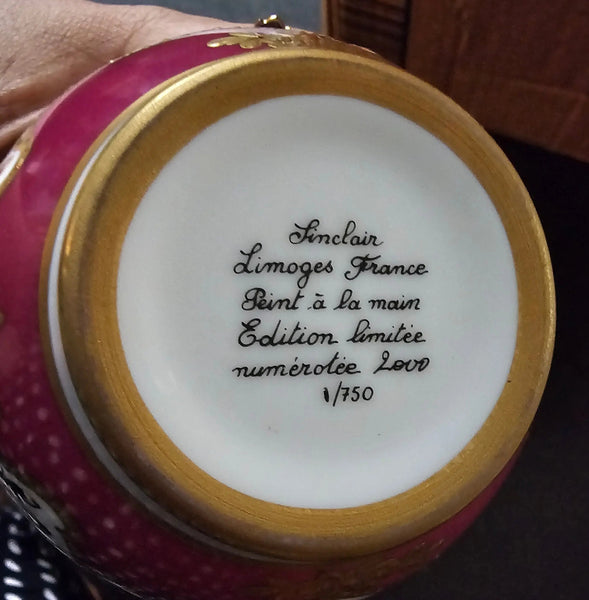 Sinclair
Limoges France
Peint à la main
Edition limitée
numérotée 2000
1/750